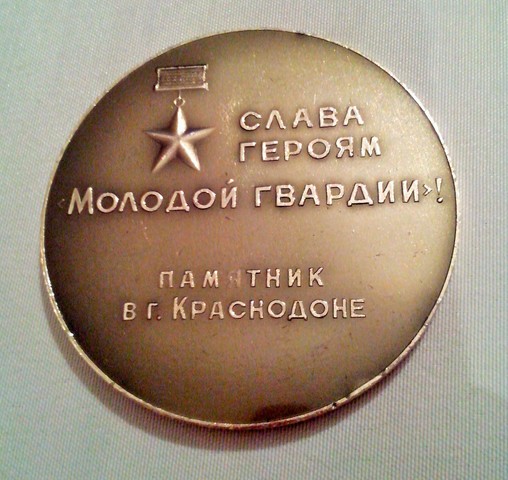 СЛАВА
ГЕРОЯМ
«МОЛОДОЙ ГВАРДИИ»!
ПАМЯТНИК
В Г. КРАСНОДОНЕ